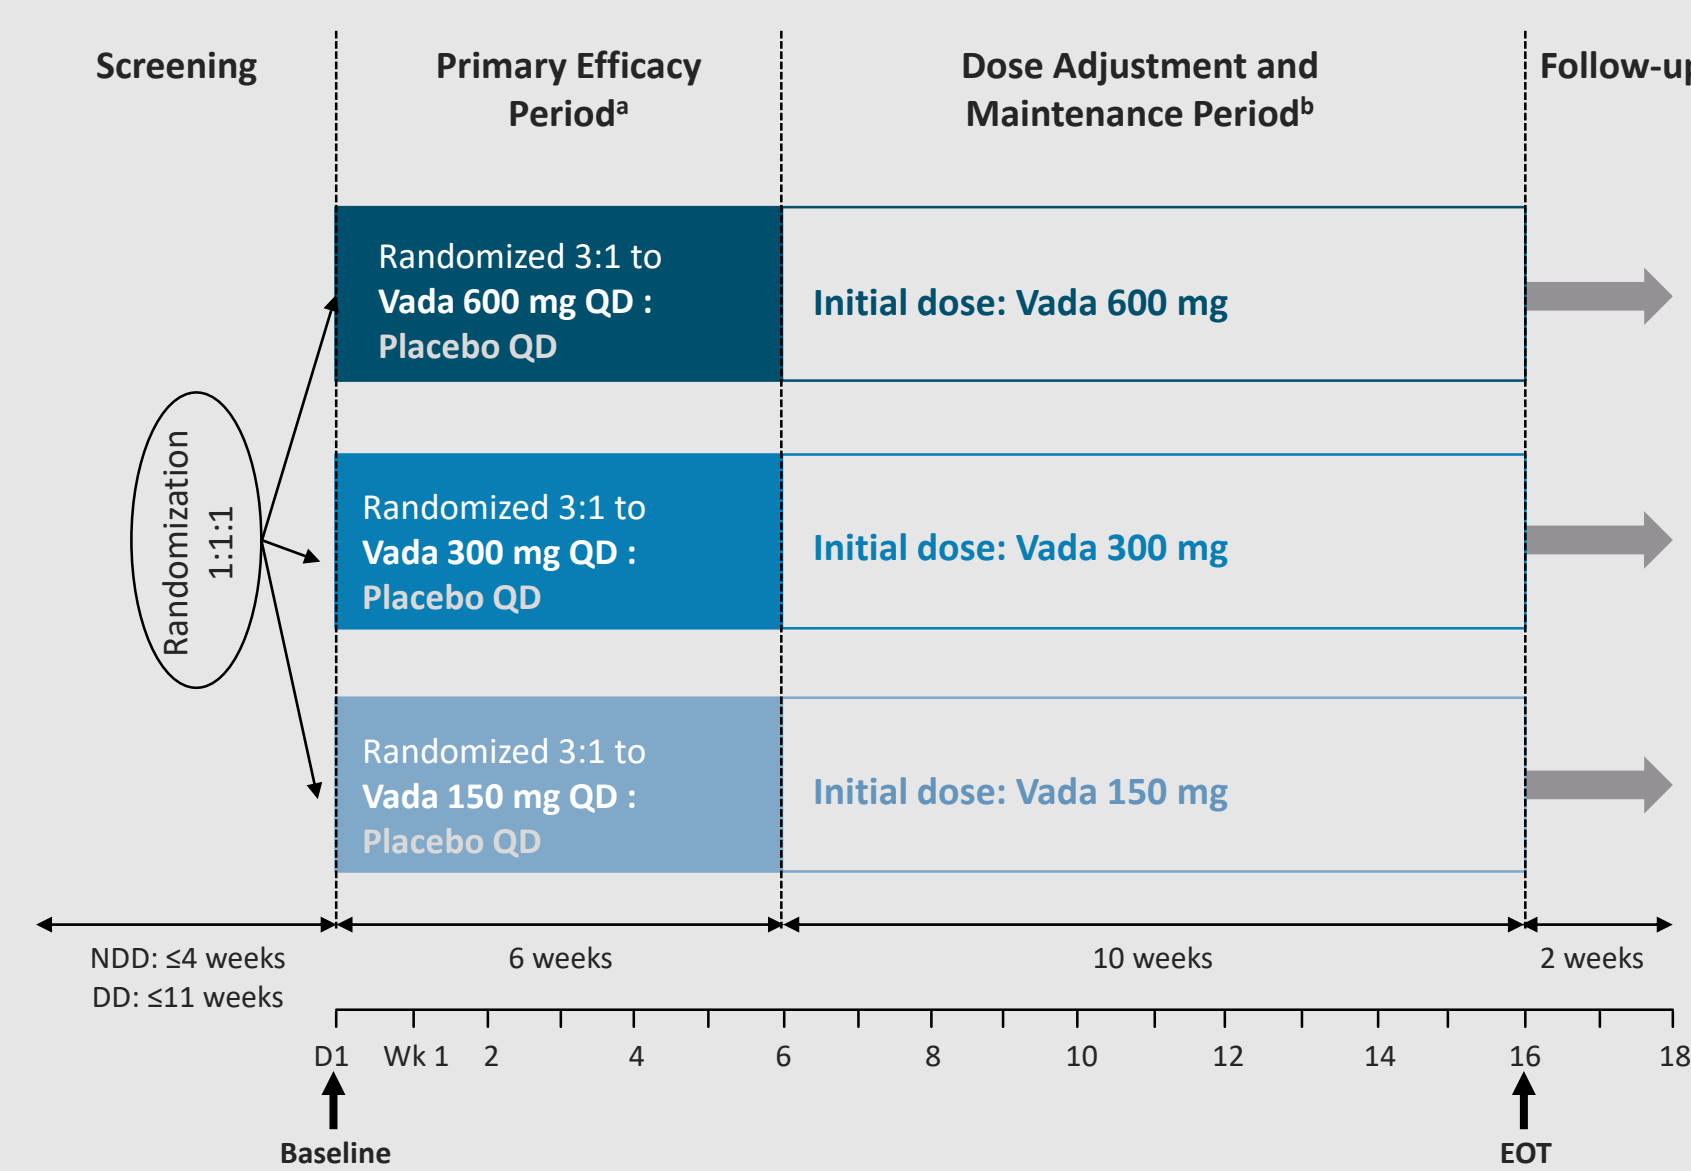 Screening
Primary Efficacy
Periodᵃ
Dose Adjustment and
Maintenance Periodᵇ
Follow-up
Randomization
1:1:1
Randomized 3:1 to
Vada 600 mg QD :
Placebo QD
Initial dose: Vada 600 mg
Randomized 3:1 to
Vada 300 mg QD :
Placebo QD
Initial dose: Vada 300 mg
Randomized 3:1 to
Vada 150 mg QD :
Placebo QD
Initial dose: Vada 150 mg
NDD: ≤4 weeks
DD: ≤11 weeks
6 weeks
10 weeks
2 weeks
D1 Wk 1 2 4 6 8 10 12 14 16 18
Baseline
EOT